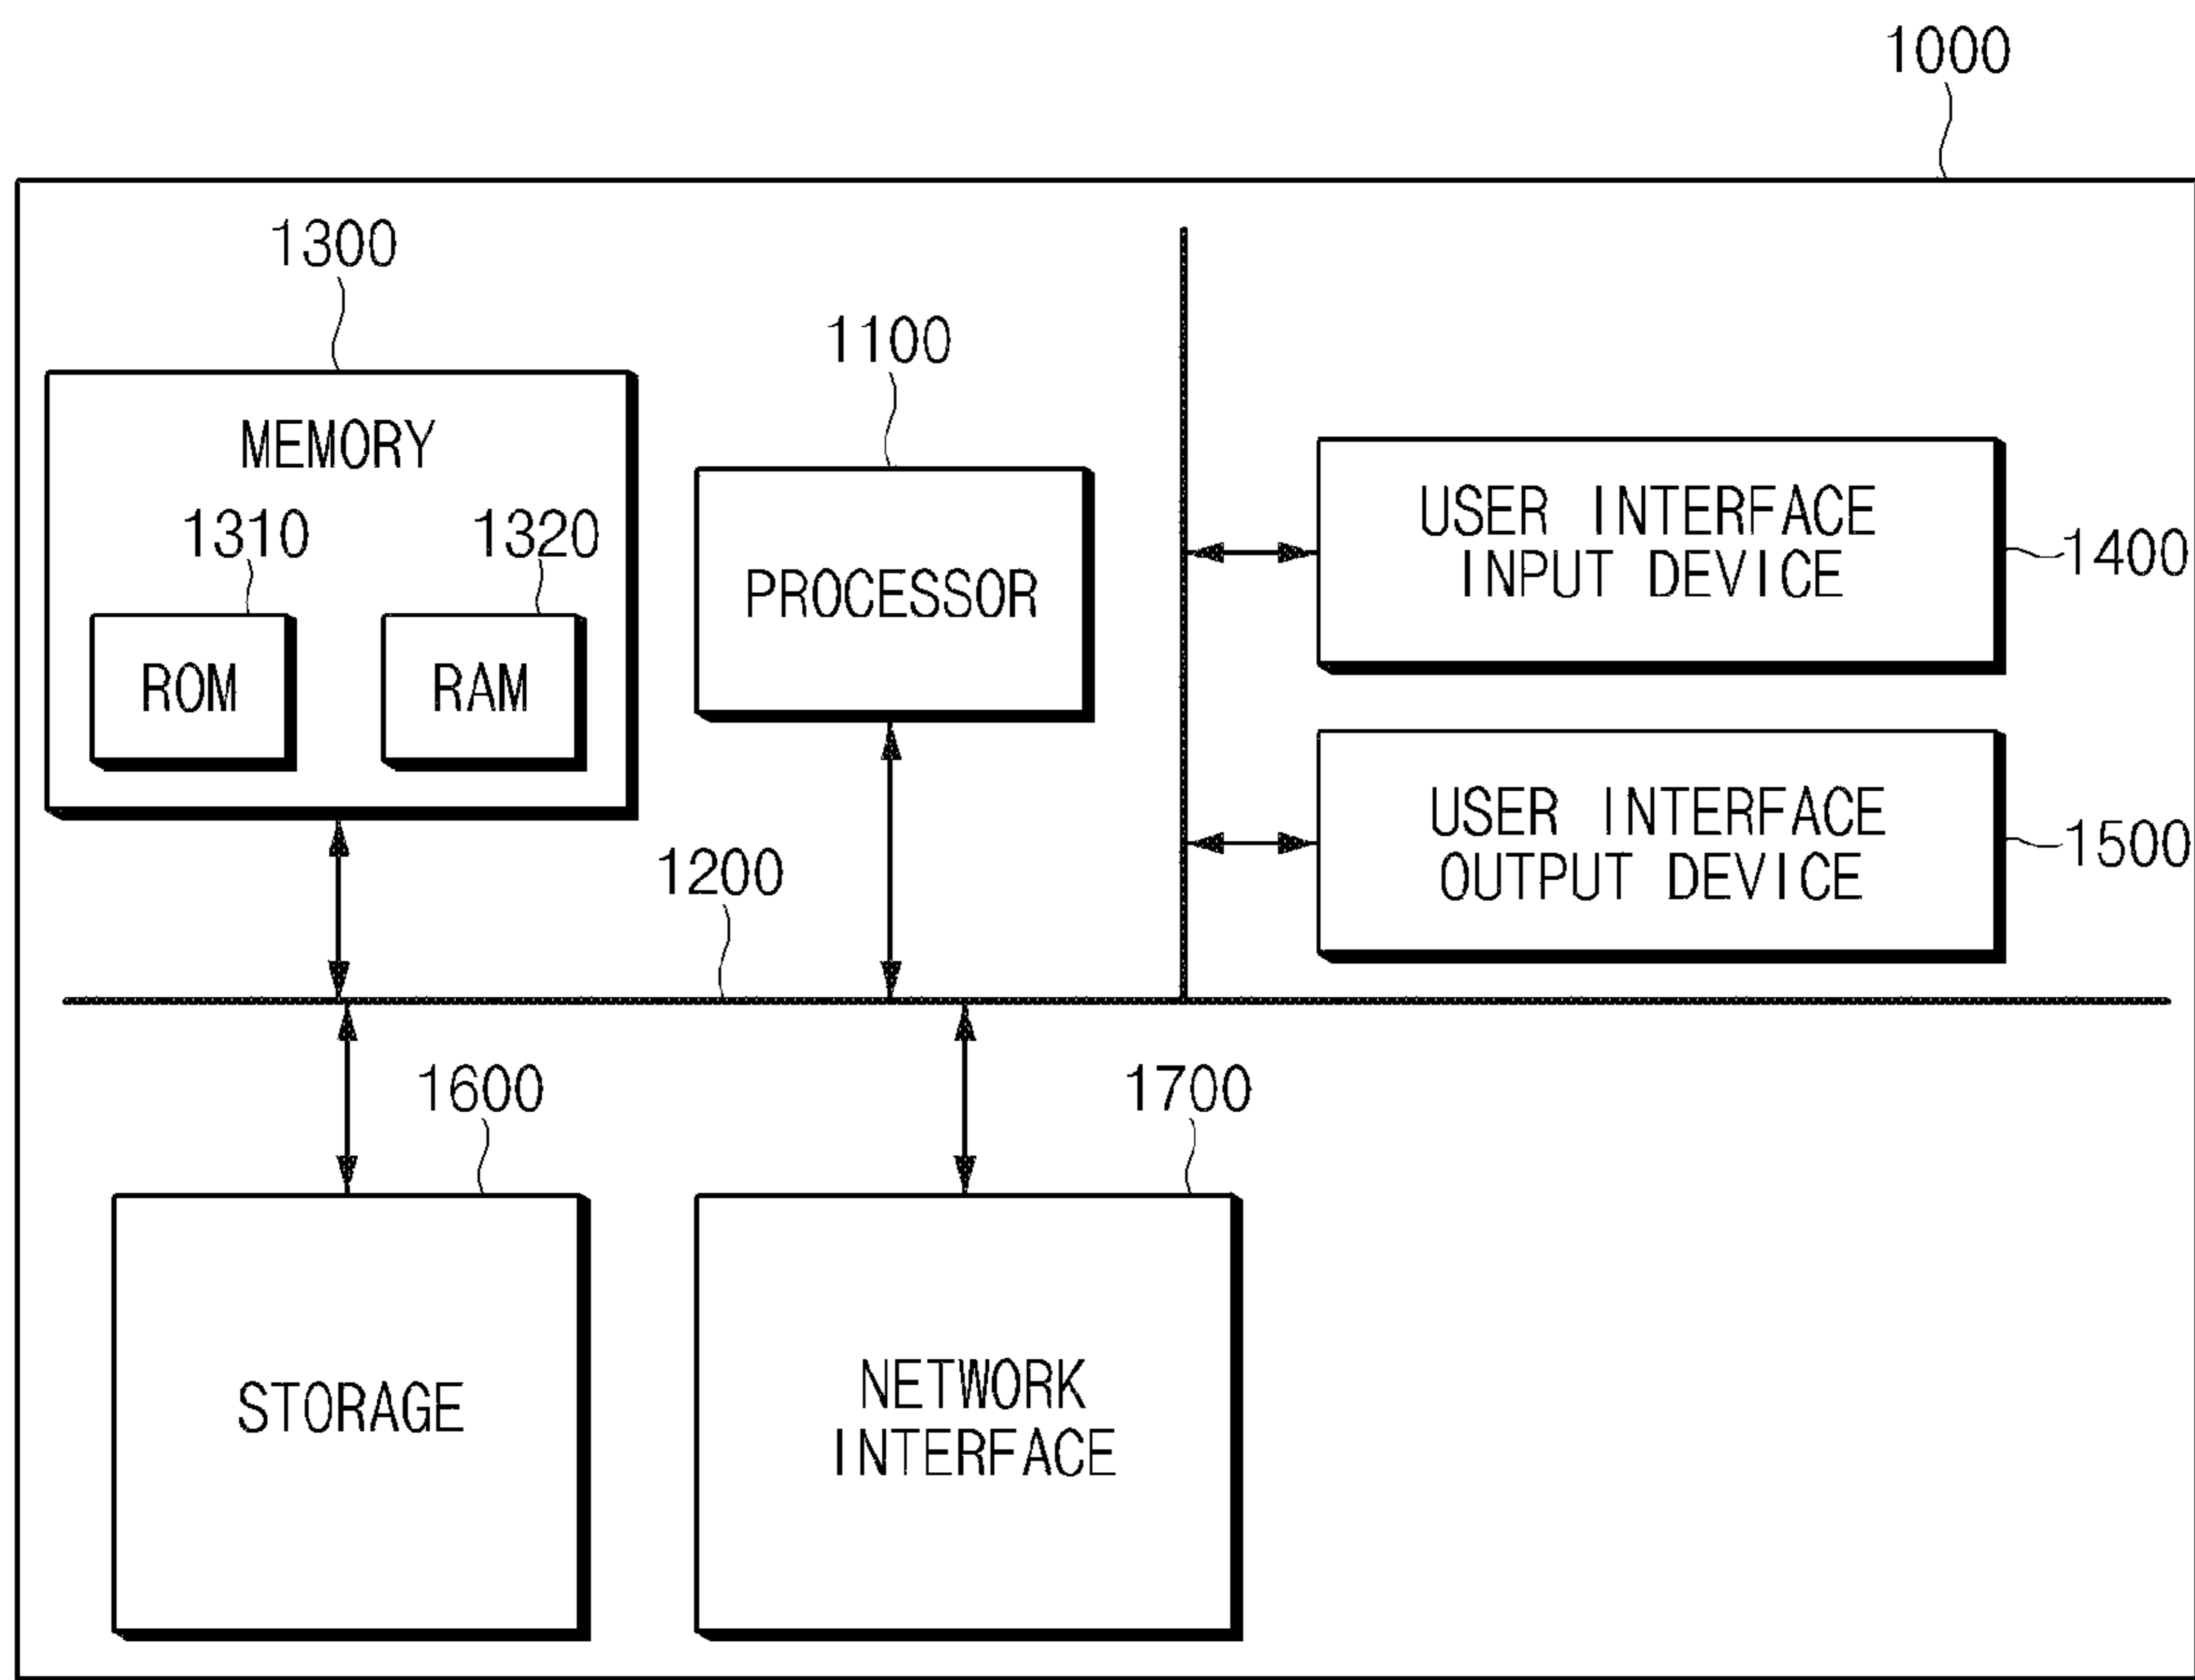 1000
1300
MEMORY
1310
1320
ROM
RAM
1100
PROCESSOR
USER INTERFACE
INPUT DEVICE
1400
USER INTERFACE
OUTPUT DEVICE
1500
1200
1600
STORAGE
1700
NETWORK
INTERFACE